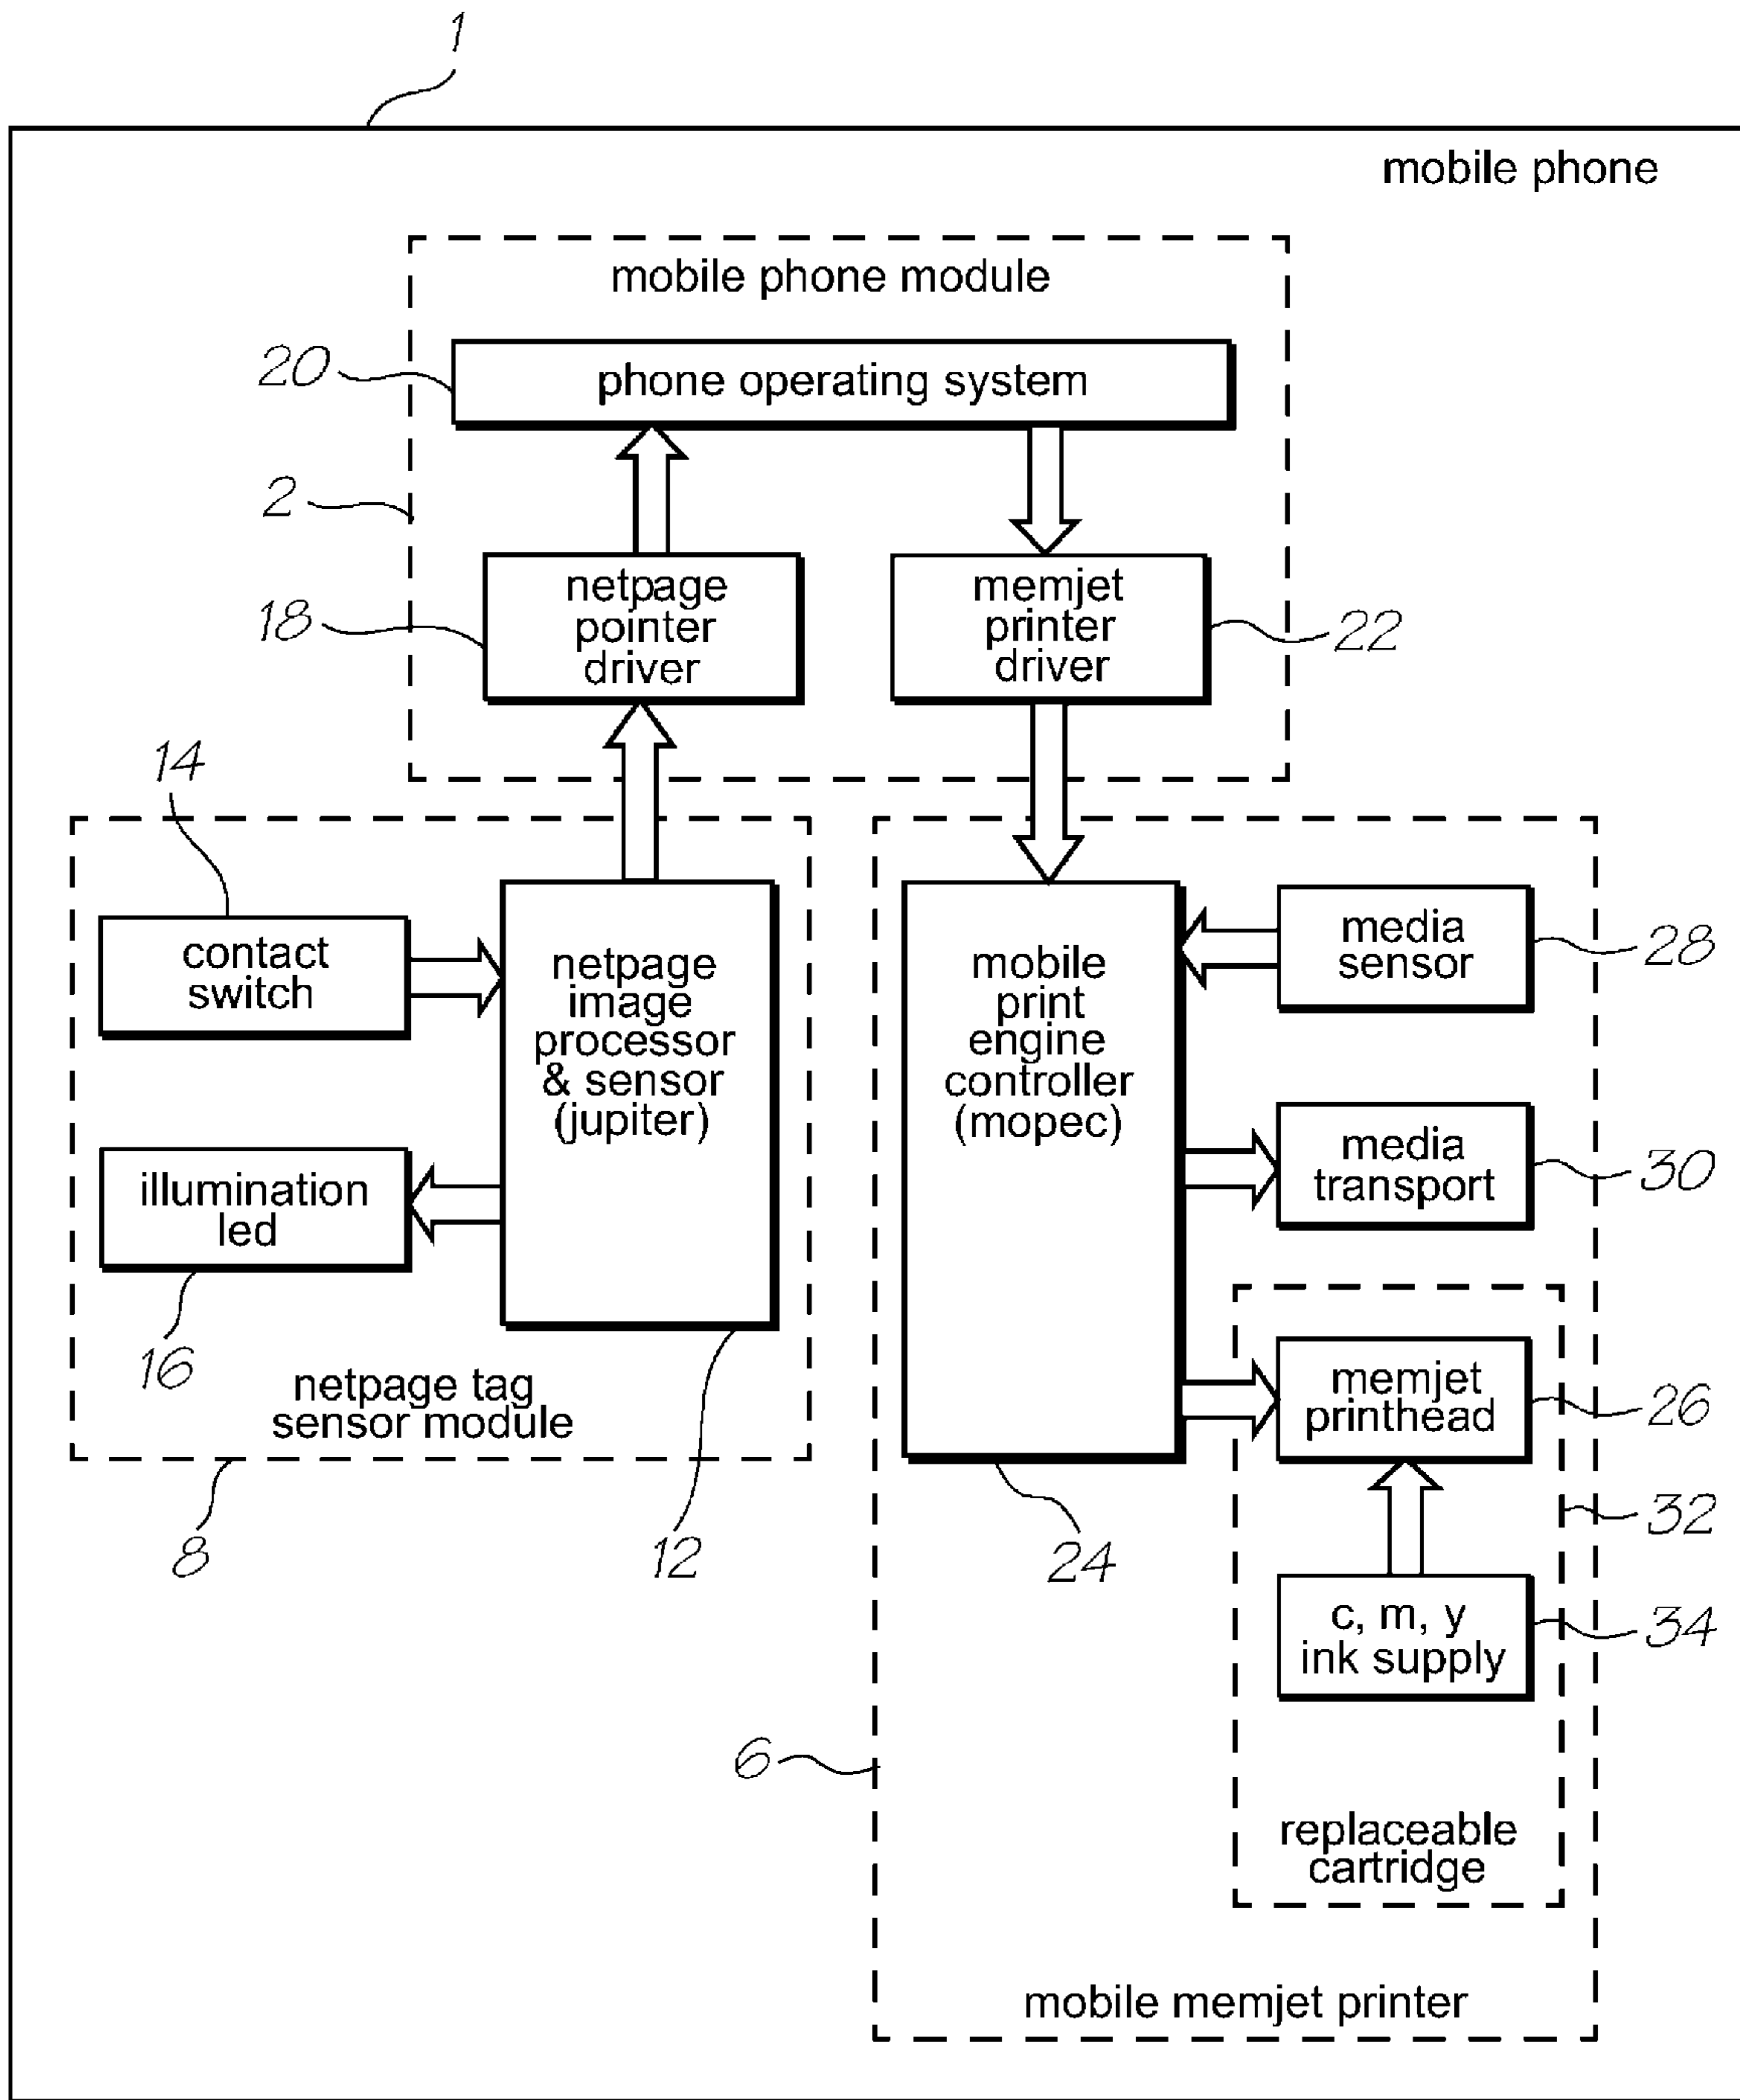 1
mobile phone
mobile phone module
20
phone operating system
2
18
netpage
pointer
driver
memjet
printer
driver
22
14
contact
switch
netpage
image
processor
& sensor
(jupiter)
illumination
led
16
netpage tag
sensor module
8
12
mobile
print
engine
controller
(mopec)
24
media
sensor
28
media
transport
30
memjet
printhead
26
32
c, m, y
ink supply
34
6
replaceable
cartridge
mobile memjet printer